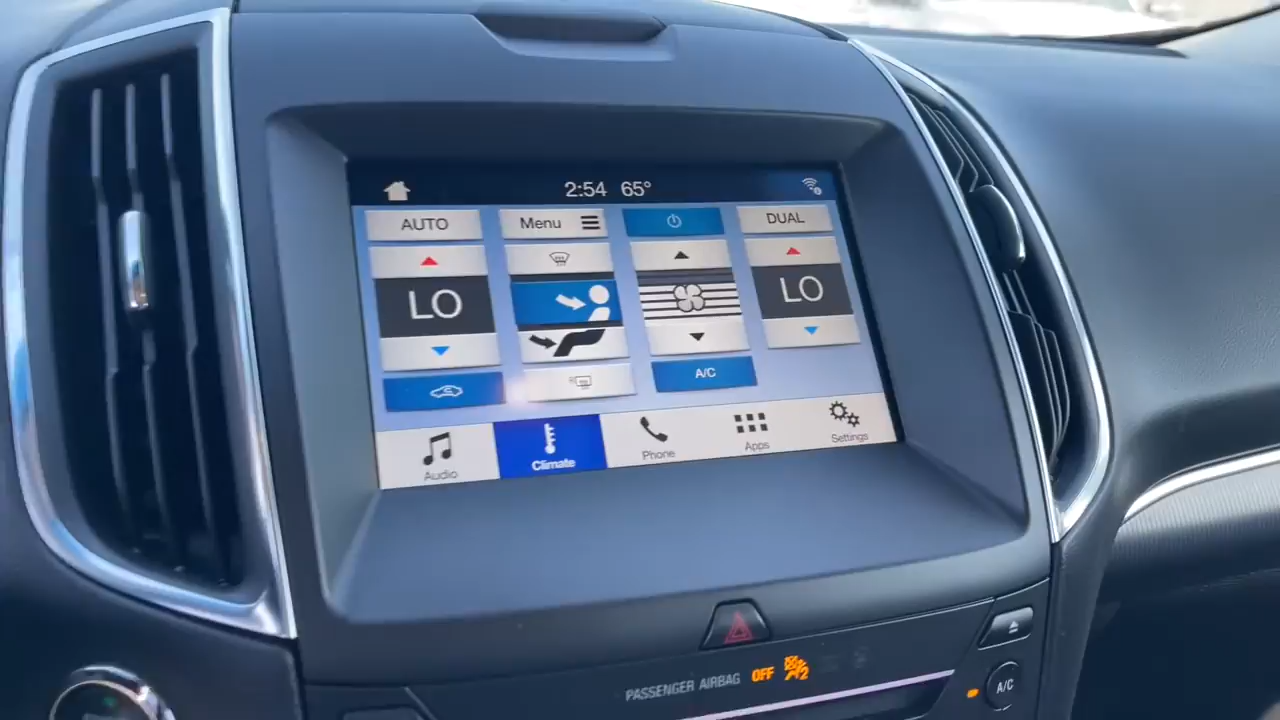 2:54 65°
AUTO
Menu
DUAL
LO
LO
A/C
Audio
Climate
Phone
Apps
Settings
PASSENGER AIRBAG OFF
A/C